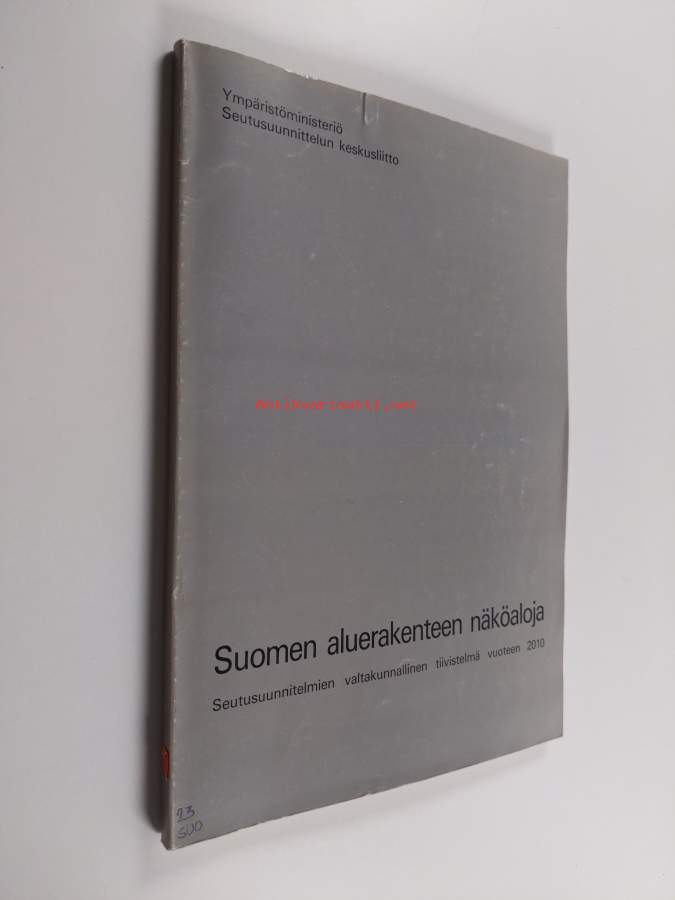 Ympäristöministeriö
Seutusuunnittelun keskusliitto
Antikvariaatti.net
Suomen aluerakenteen näköaloja
Seutusuunnitelmien valtakunnallinen tiivistelmä vuoteen 2010
23
SUO